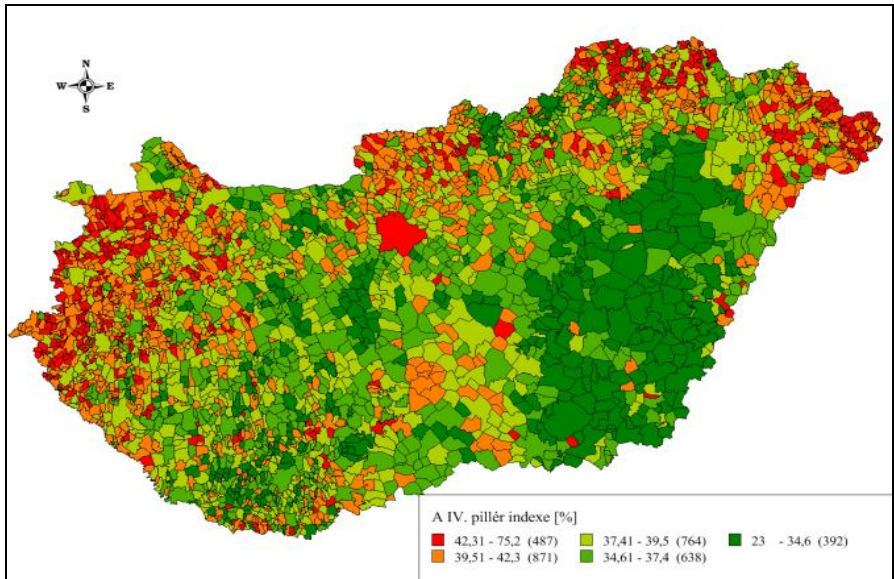 N
W E
S
A IV. pillér indexe [%]
42,31 - 75,2 (487) 37,41 - 39,5 (764) 23 - 34,6 (392)
39,51 - 42,3 (871) 34,61 - 37,4 (638)